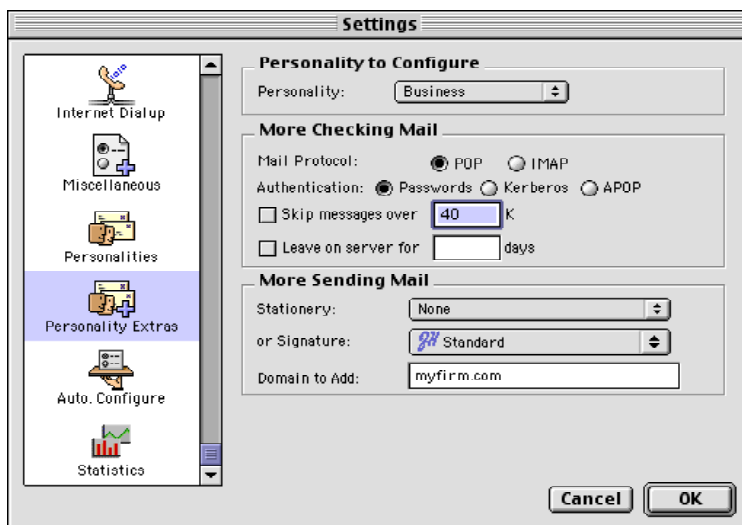 Settings
Internet Dialup
Miscellaneous
Personalities
Personality Extras
Auto. Configure
Statistics
Personality to Configure
Personality: Business
More Checking Mail
Mail Protocol: POP IMAP
Authentication: Passwords Kerberos APOP
Skip messages over 40 K
Leave on server for days
More Sending Mail
Stationery: None
or Signature: Standard
Domain to Add: myfirm.com
Cancel OK